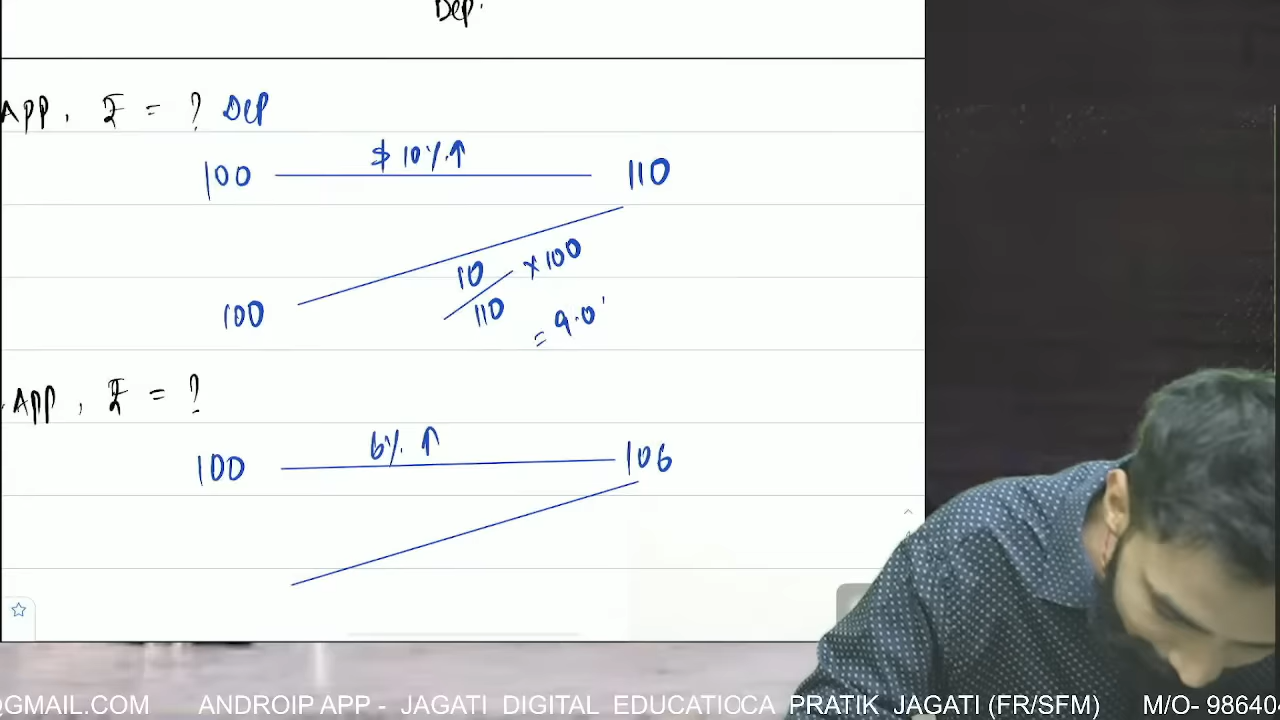 Dep.
APP, ₹ = ? Dep
100 $ 10% ↑ 110
10/110 × 100
100
= 9.0'
APP, ₹ = ?
100 6% ↑ 106
@GMAIL.COM ANDROIP APP - JAGATI DIGITAL EDUCATIOCA PRATIK JAGATI (FR/SFM) M/O- 98640